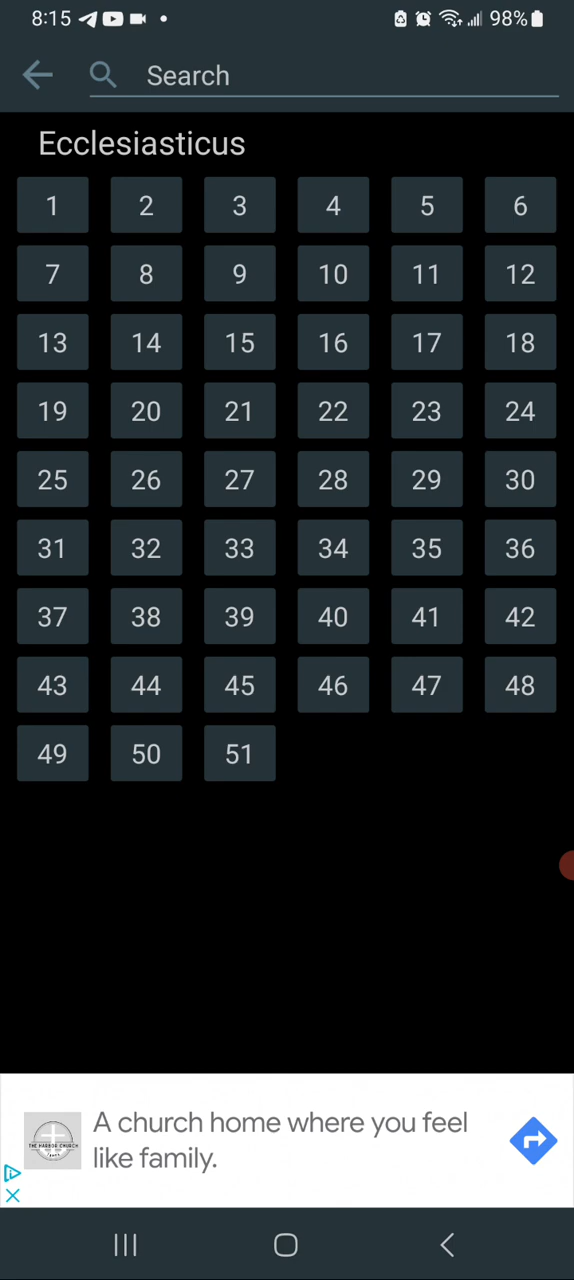 8:15 98%
Search
Ecclesiasticus
1 2 3 4 5 6
7 8 9 10 11 12
13 14 15 16 17 18
19 20 21 22 23 24
25 26 27 28 29 30
31 32 33 34 35 36
37 38 39 40 41 42
43 44 45 46 47 48
49 50 51
THE HARBOR CHURCH
A church home where you feel
like family.